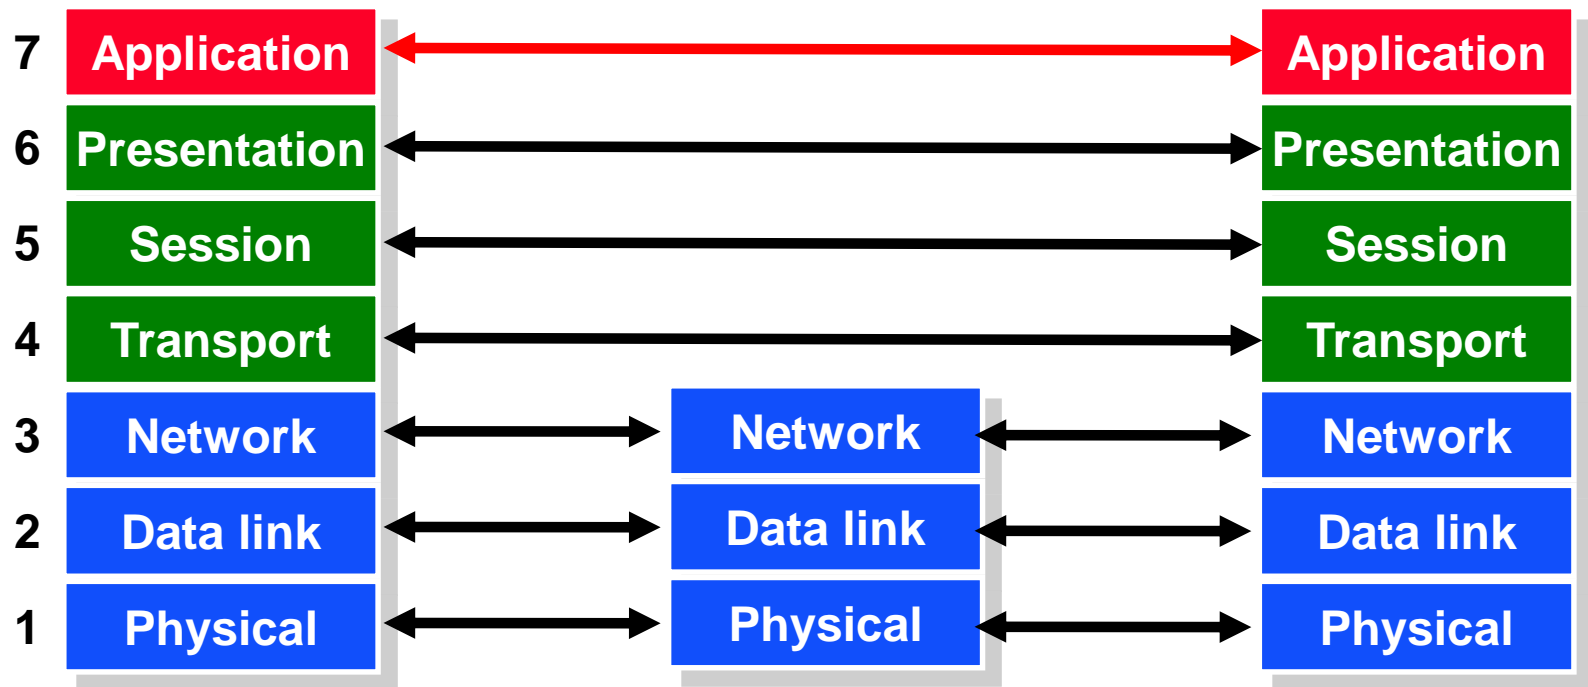 7 Application Application
6 Presentation Presentation
5 Session Session
4 Transport Transport
3 Network Network Network
2 Data link Data link Data link
1 Physical Physical Physical